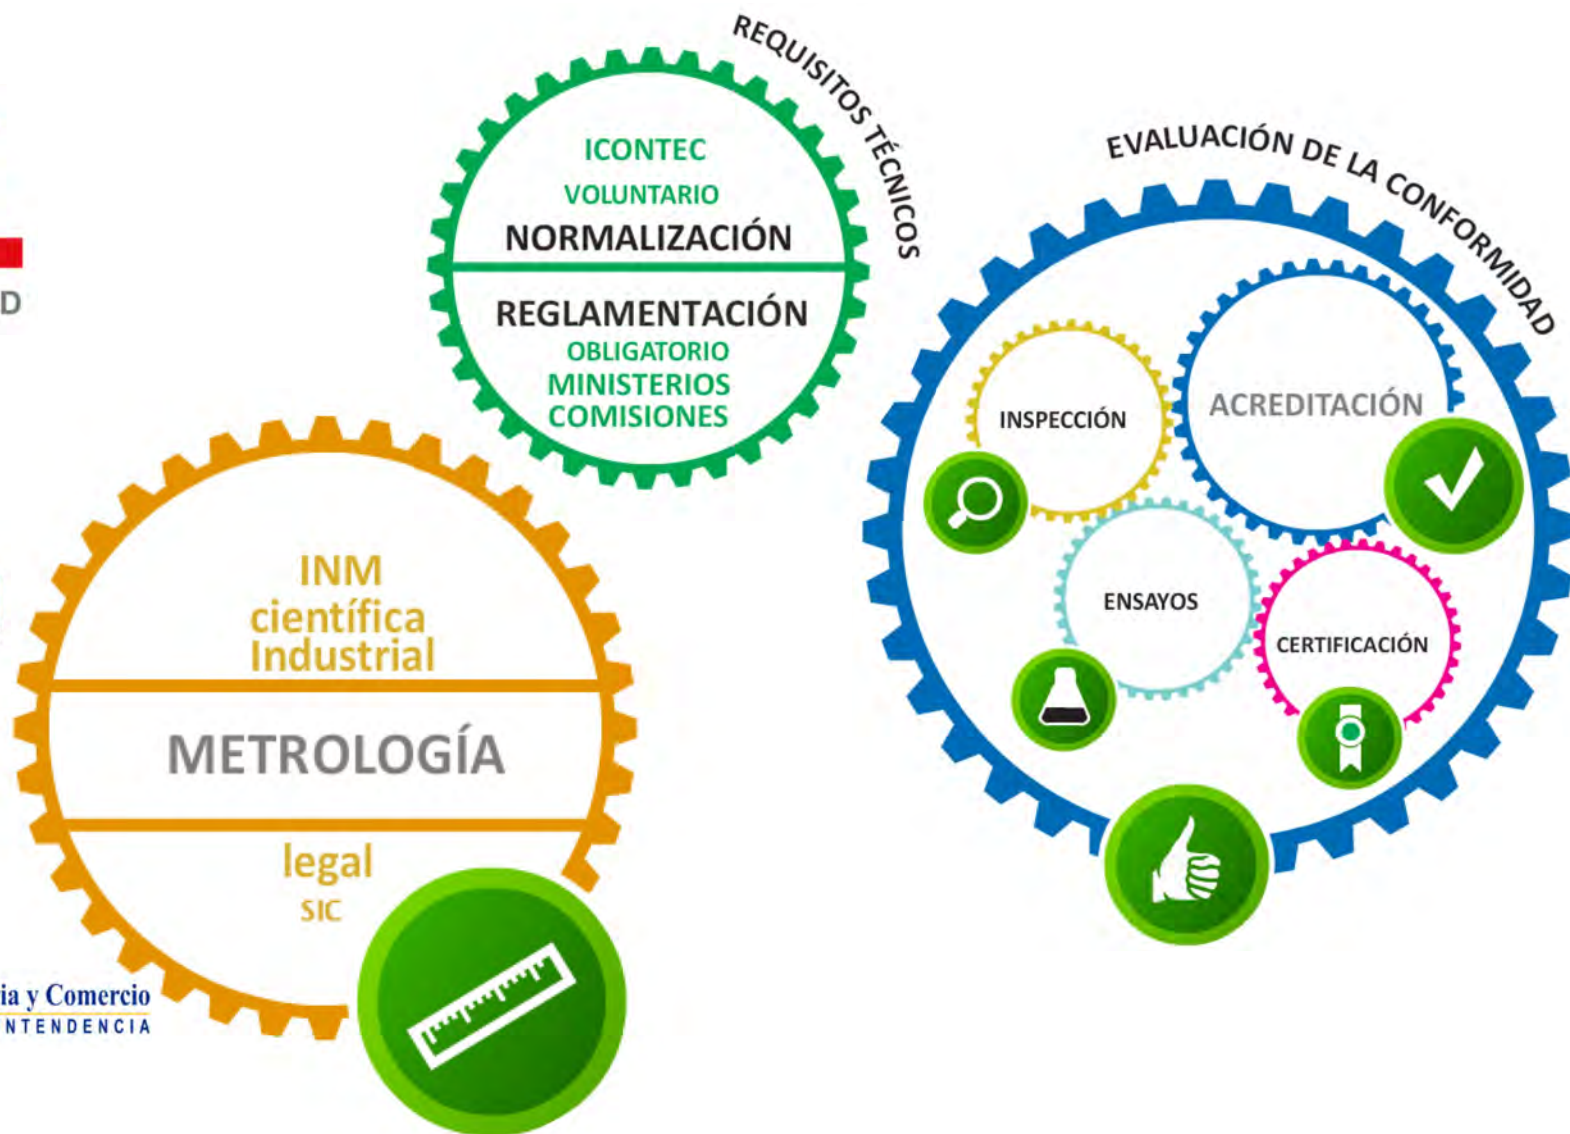 REQUISITOS TÉCNICOS
ICONTEC
VOLUNTARIO
NORMALIZACIÓN
REGLAMENTACIÓN
OBLIGATORIO
MINISTERIOS
COMISIONES
EVALUACIÓN DE LA CONFORMIDAD
INSPECCIÓN
ACREDITACIÓN
ENSAYOS
CERTIFICACIÓN
D
INM
científica
Industrial
METROLOGÍA
legal
SIC
ia y Comercio
NTENDENCIA